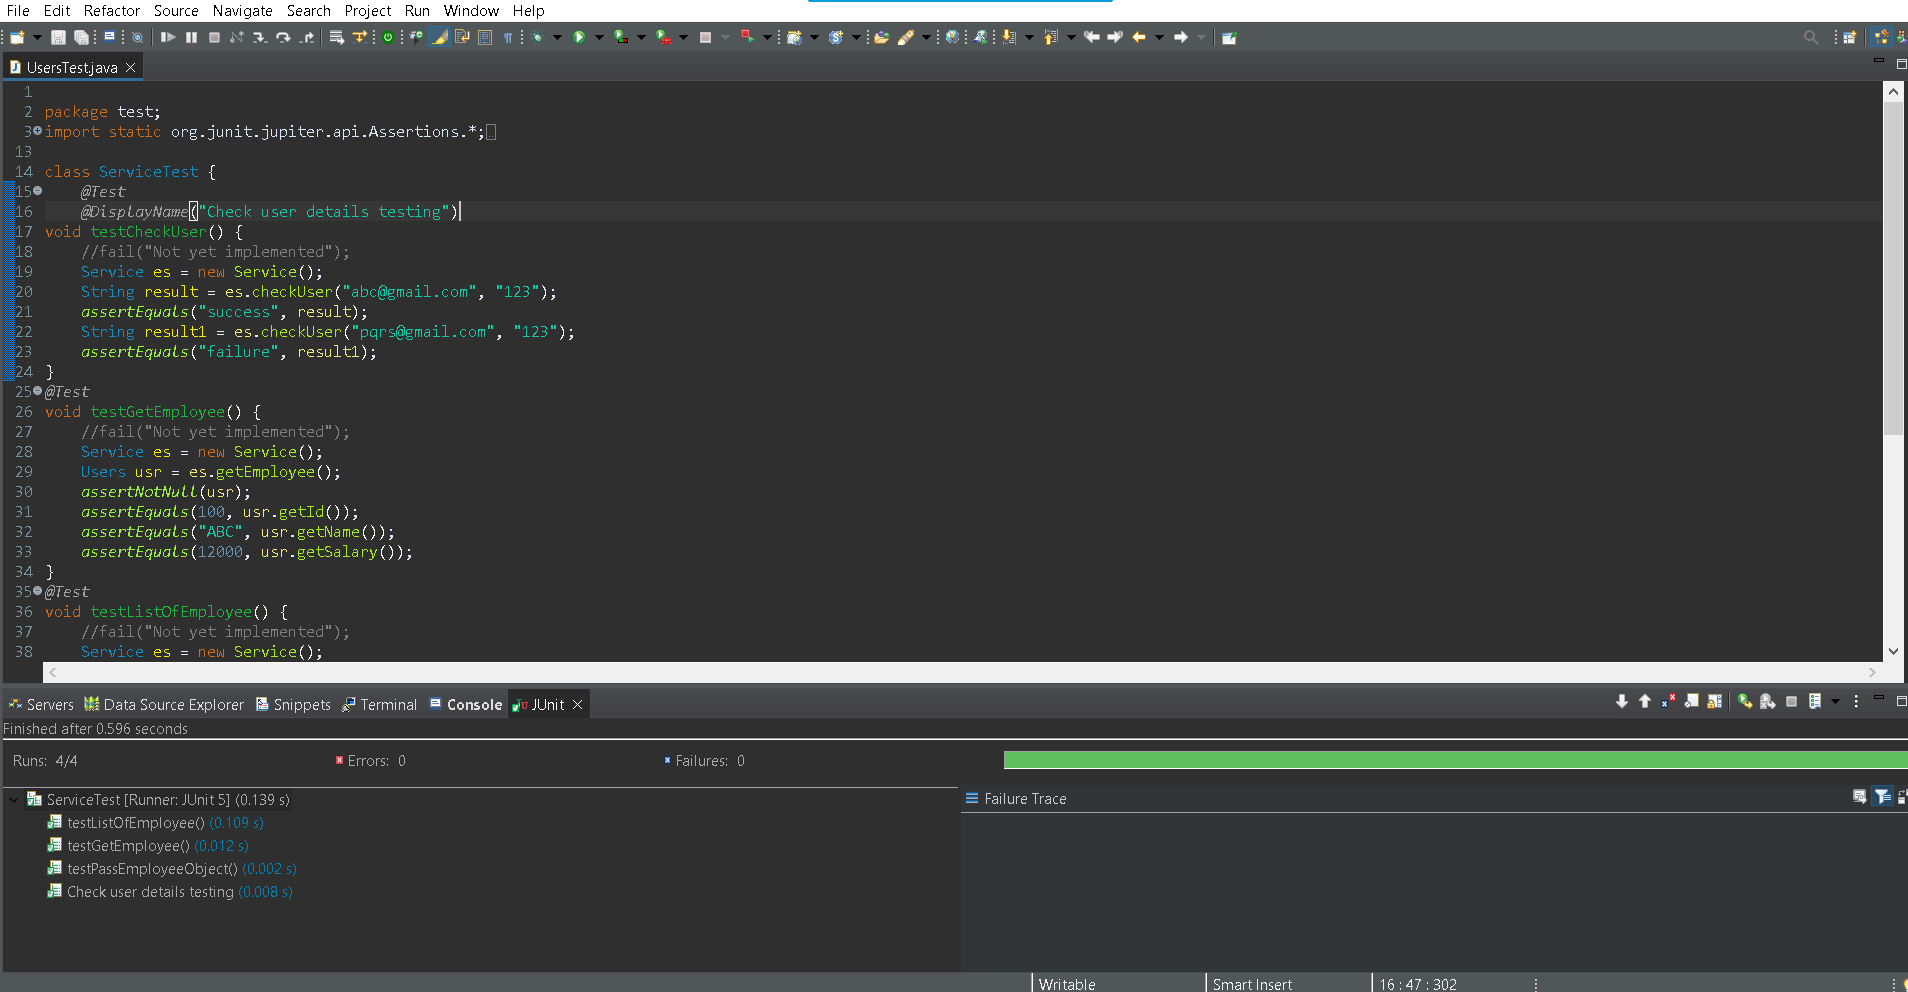 File Edit Refactor Source Navigate Search Project Run Window Help
UsersTest.java
1
2 package test;
3 import static org.junit.jupiter.api.Assertions.*;
13
14 class ServiceTest {
15 @Test
16 @DisplayName("Check user details testing")
17 void testCheckUser() {
18 //fail("Not yet implemented");
19 Service es = new Service();
20 String result = es.checkUser("abc@gmail.com", "123");
21 assertEquals("success", result);
22 String result1 = es.checkUser("pqrs@gmail.com", "123");
23 assertEquals("failure", result1);
24 }
25 @Test
26 void testGetEmployee() {
27 //fail("Not yet implemented");
28 Service es = new Service();
29 Users usr = es.getEmployee();
30 assertNotNull(usr);
31 assertEquals(100, usr.getId());
32 assertEquals("ABC", usr.getName());
33 assertEquals(12000, usr.getSalary());
34 }
35 @Test
36 void testListOfEmployee() {
37 //fail("Not yet implemented");
38 Service es = new Service();
Servers Data Source Explorer Snippets Terminal Console JUnit
Finished after 0.596 seconds
Runs: 4/4 Errors: 0 Failures: 0
ServiceTest [Runner: JUnit 5] (0.139 s)
Failure Trace
testListOfEmployee() (0.109 s)
testGetEmployee() (0.012 s)
testPassEmployeeObject() (0.002 s)
Check user details testing (0.008 s)
Writable Smart Insert 16 : 47 : 302